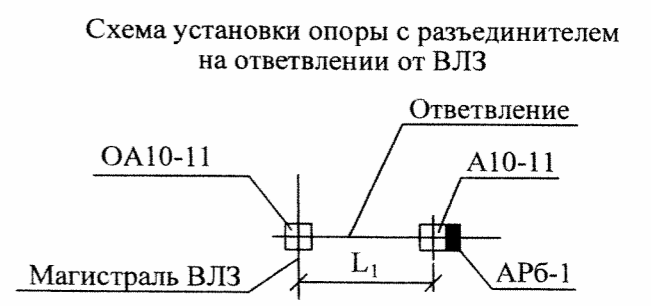 Схема установки опоры с разъединителем
на ответвлении от ВЛЗ
Ответвление
ОА10-11
А10-11
L₁
Магистраль ВЛЗ
АРб-1